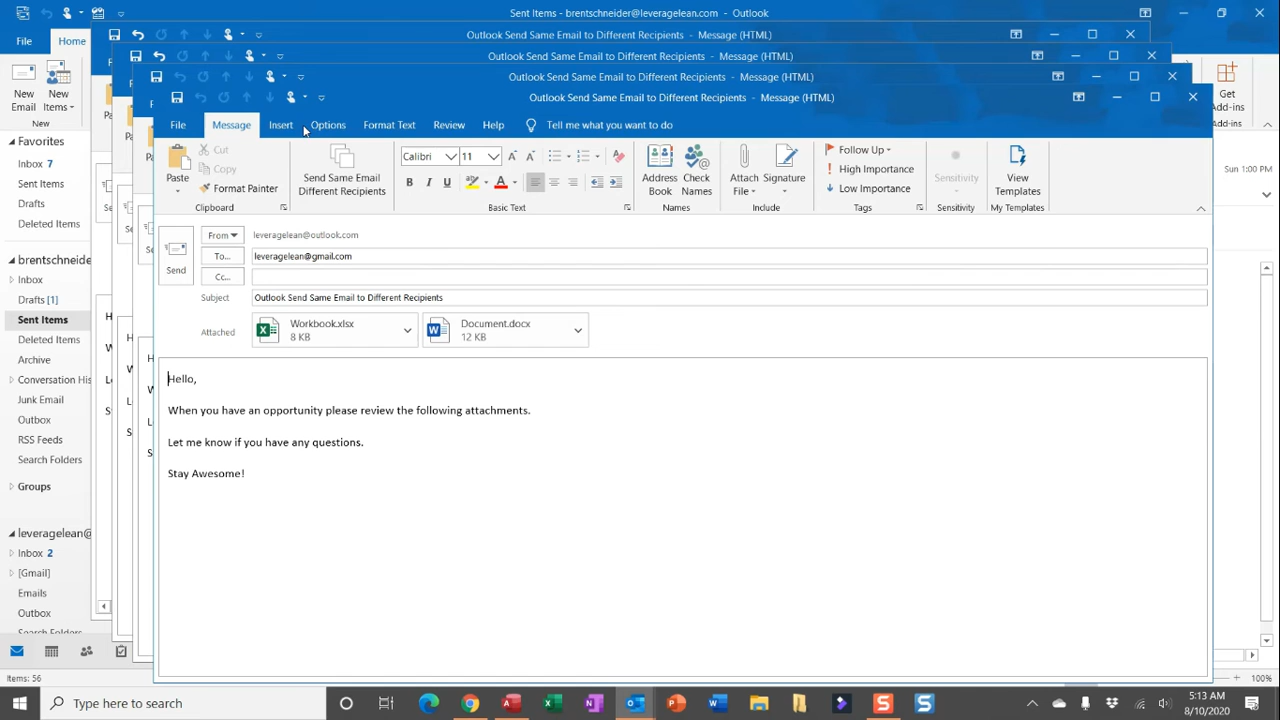 Sent Items - brentschneider@leveragelean.com - Outlook
Outlook Send Same Email to Different Recipients - Message (HTML)
Outlook Send Same Email to Different Recipients - Message (HTML)
Outlook Send Same Email to Different Recipients - Message (HTML)
Outlook Send Same Email to Different Recipients - Message (HTML)
File Home
New Email
New Items
New
Get Add-ins
Add-ins
File Message Insert Options Format Text Review Help Tell me what you want to do
Paste
Cut
Copy
Format Painter
Clipboard
Send Same Email
Different Recipients
Calibri 11
B I U
Basic Text
Address Book
Check Names
Names
Attach File
Signature
Include
Follow Up
High Importance
Low Importance
Tags
Sensitivity
Sensitivity
View Templates
My Templates
Favorites
Inbox 7
Sent Items
Drafts
Deleted Items
brentschneide
Inbox
Drafts [1]
Sent Items
Deleted Items
Archive
Conversation His
Junk Email
Outbox
RSS Feeds
Search Folders
Groups
leveragelean@
Inbox 2
[Gmail]
Emails
Outbox
Search Folders
Items: 56
Sun 1:00 PM
Send
From leveragelean@outlook.com
To... leveragelean@gmail.com
Cc...
Subject Outlook Send Same Email to Different Recipients
Attached
Workbook.xlsx
8 KB
Document.docx
12 KB
Hello,
When you have an opportunity please review the following attachments.
Let me know if you have any questions.
Stay Awesome!
100%
Type here to search
5:13 AM
8/10/2020